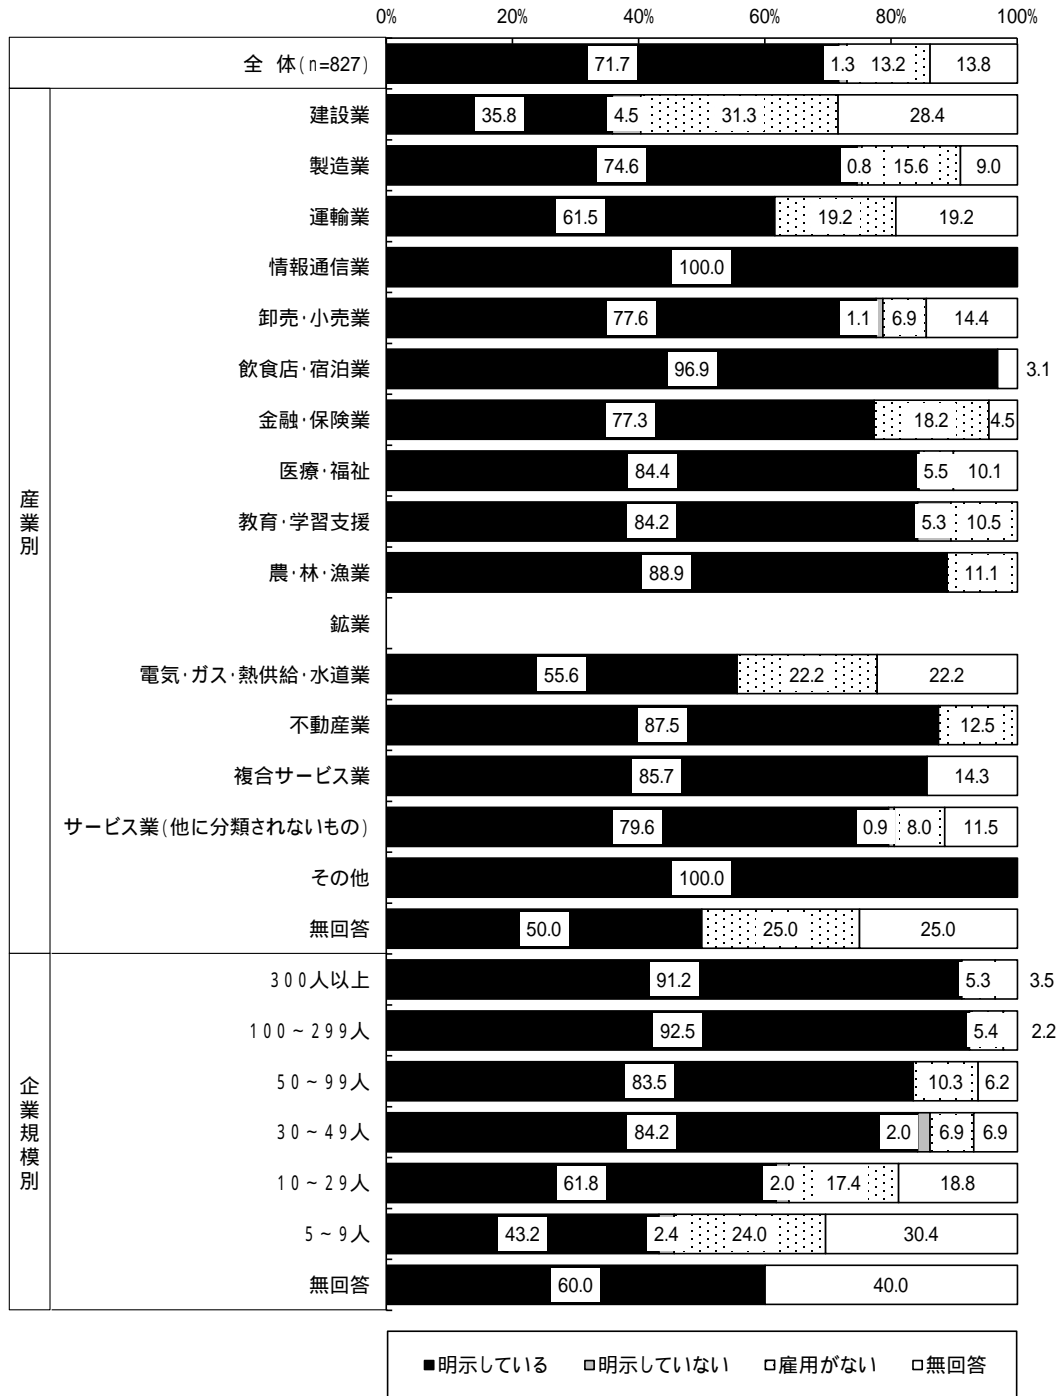 0% 20% 40% 60% 80% 100%
全 体(n=827) 71.7 1.3 13.2 13.8
産業別
建設業 35.8 4.5 31.3 28.4
製造業 74.6 0.8 15.6 9.0
運輸業 61.5 19.2 19.2
情報通信業 100.0
卸売・小売業 77.6 1.1 6.9 14.4
飲食店・宿泊業 96.9 3.1
金融・保険業 77.3 18.2 4.5
医療・福祉 84.4 5.5 10.1
教育・学習支援 84.2 5.3 10.5
農・林・漁業 88.9 11.1
鉱業
電気・ガス・熱供給・水道業 55.6 22.2 22.2
不動産業 87.5 12.5
複合サービス業 85.7 14.3
サービス業(他に分類されないもの) 79.6 0.9 8.0 11.5
その他 100.0
無回答 50.0 25.0 25.0
企業規模別
300人以上 91.2 5.3 3.5
100~299人 92.5 5.4 2.2
50~99人 83.5 10.3 6.2
30~49人 84.2 2.0 6.9 6.9
10~29人 61.8 2.0 17.4 18.8
5~9人 43.2 2.4 24.0 30.4
無回答 60.0 40.0
明示している 明示していない 雇用がない 無回答